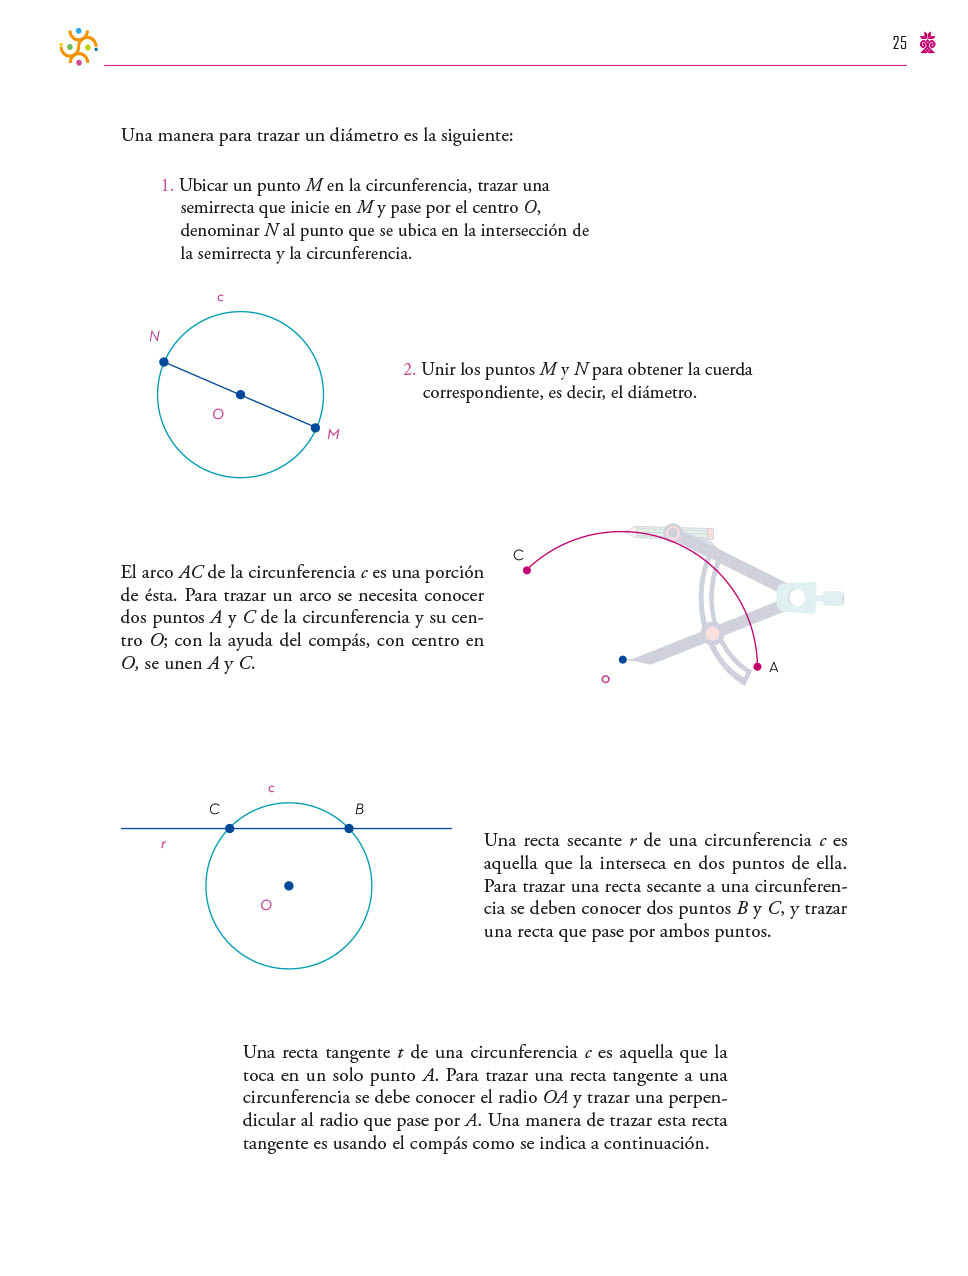 25
Una manera para trazar un diámetro es la siguiente:
1. Ubicar un punto M en la circunferencia, trazar una
semirrecta que inicie en M y pase por el centro O,
denominar N al punto que se ubica en la intersección de
la semirrecta y la circunferencia.
c
N
O
M
2. Unir los puntos M y N para obtener la cuerda
correspondiente, es decir, el diámetro.
El arco AC de la circunferencia c es una porción
de ésta. Para trazar un arco se necesita conocer
dos puntos A y C de la circunferencia y su cen-
tro O; con la ayuda del compás, con centro en
O, se unen A y C.
C
A
o
c
C
B
r
O
Una recta secante r de una circunferencia c es
aquella que la interseca en dos puntos de ella.
Para trazar una recta secante a una circunferen-
cia se deben conocer dos puntos B y C, y trazar
una recta que pase por ambos puntos.
Una recta tangente t de una circunferencia c es aquella que la
toca en un solo punto A. Para trazar una recta tangente a una
circunferencia se debe conocer el radio OA y trazar una perpen-
dicular al radio que pase por A. Una manera de trazar esta recta
tangente es usando el compás como se indica a continuación.